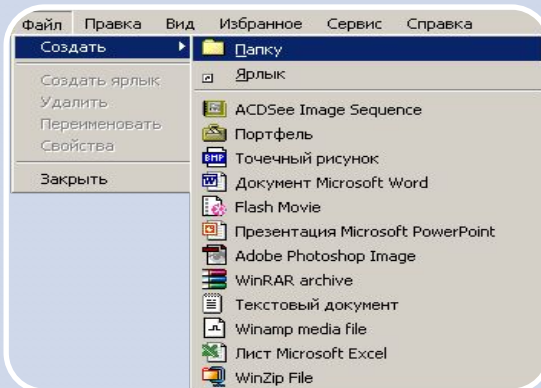 Файл Правка Вид Избранное Сервис Справка
Создать
Создать ярлык
Удалить
Переименовать
Свойства
Закрыть
Папку
Ярлык
ACDSee Image Sequence
Портфель
BMP Точечный рисунок
Документ Microsoft Word
Flash Movie
Презентация Microsoft PowerPoint
Adobe Photoshop Image
WinRAR archive
Текстовый документ
Winamp media file
Лист Microsoft Excel
WinZip File